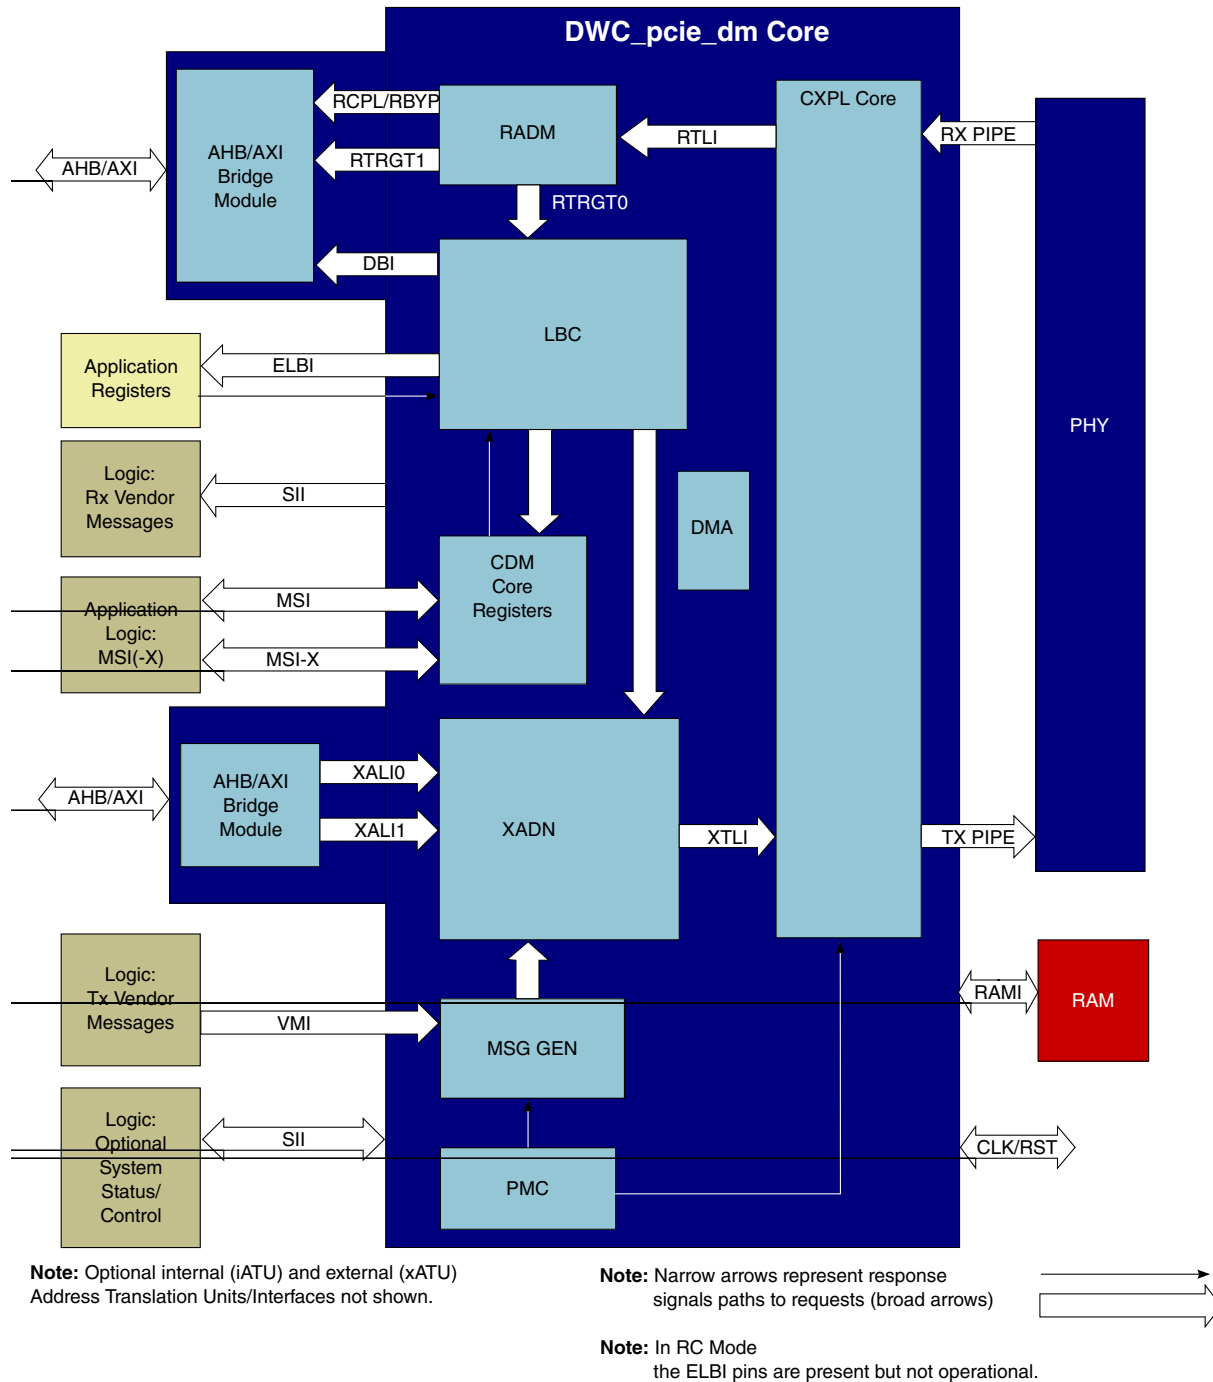 DWC_pcie_dm Core
CXPL Core
RCPL/RBYP
RADM
RTLI
RX PIPE
AHB/AXI
AHB/AXI
Bridge
Module
RTRGT1
RTRGT0
DBI
LBC
Application
Registers
ELBI
PHY
Logic:
Rx Vendor
Messages
SII
DMA
CDM
Core
Registers
Application
Logic:
MSI(-X)
MSI
MSI-X
AHB/AXI
AHB/AXI
Bridge
Module
XALI0
XALI1
XADN
XTLI
TX PIPE
Logic:
Tx Vendor
Messages
VMI
MSG GEN
RAMI
RAM
Logic:
Optional
System
Status/
Control
SII
PMC
CLK/RST
Note: Optional internal (iATU) and external (xATU)
Address Translation Units/Interfaces not shown.
Note: Narrow arrows represent response
signals paths to requests (broad arrows)
Note: In RC Mode
the ELBI pins are present but not operational.